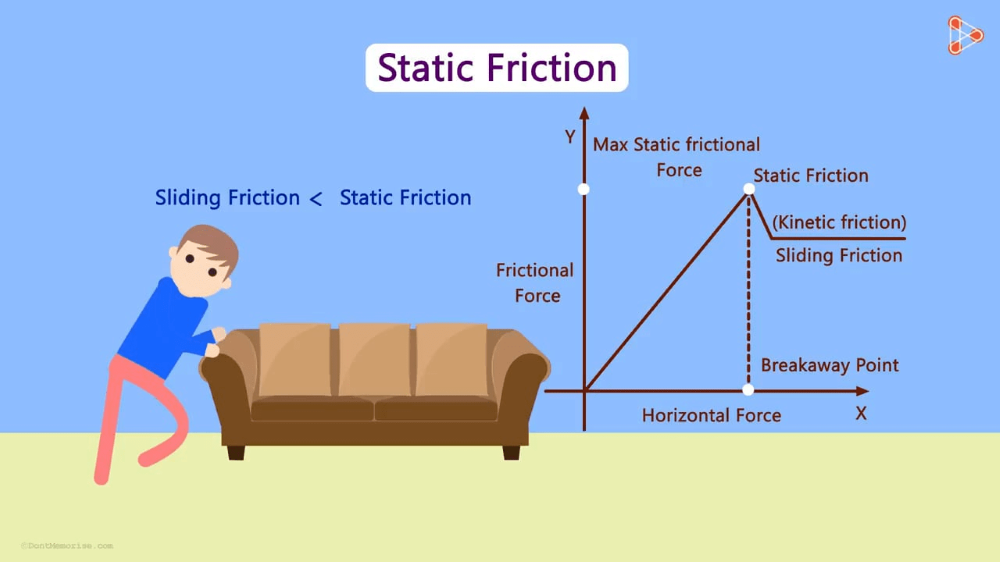 Static Friction
Sliding Friction < Static Friction
Y
Max Static frictional
Force
Static Friction
(Kinetic friction)
Sliding Friction
Frictional
Force
Breakaway Point
Horizontal Force
X
©DontMemorise.com